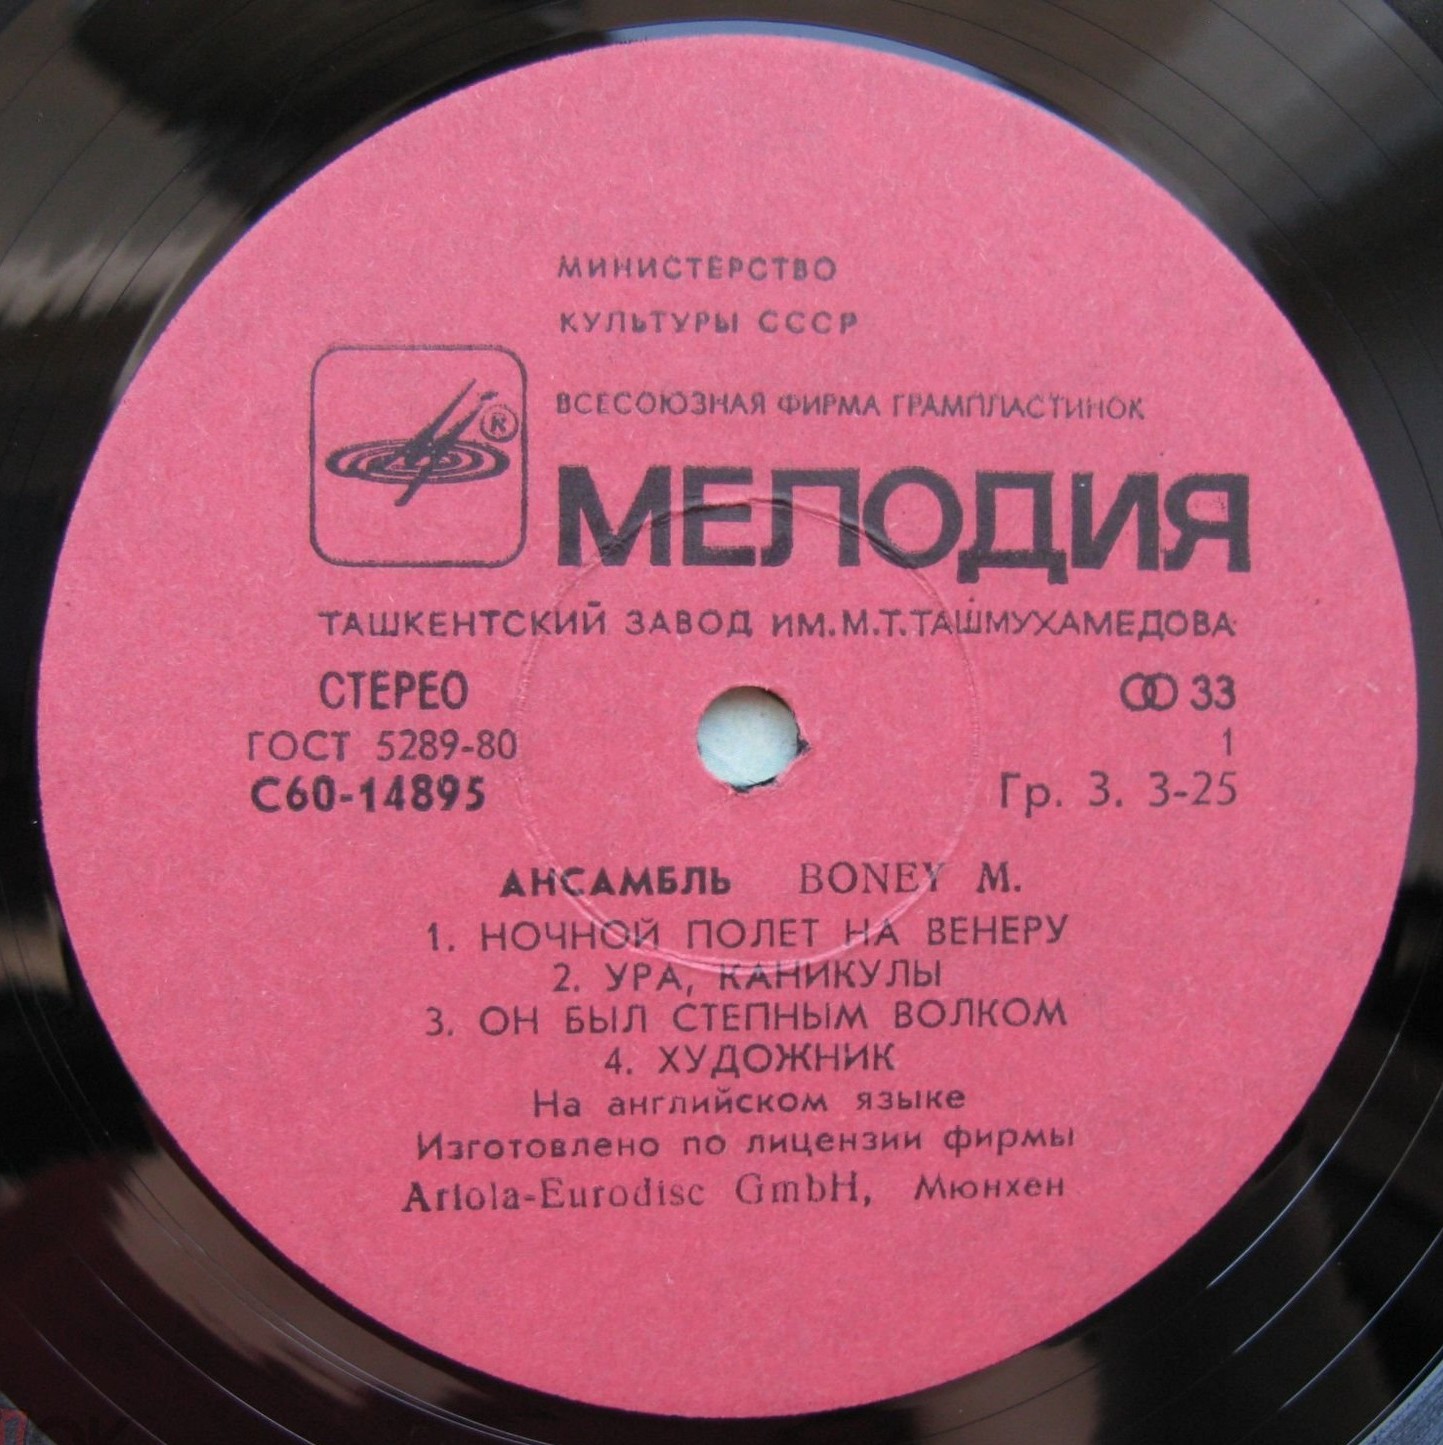 МИНИСТЕРСТВО
КУЛЬТУРЫ СССР
ВСЕСОЮЗНАЯ ФИРМА ГРАМПЛАСТИНОК
®
МЕЛОДИЯ
ТАШКЕНТСКИЙ ЗАВОД ИМ.М.Т.ТАШМУХАМЕДОВА
СТЕРЕО 33
ГОСТ 5289-80 1
С60-14895 Гр. 3. 3-25
АНСАМБЛЬ BONEY M.
1. НОЧНОЙ ПОЛЕТ НА ВЕНЕРУ
2. УРА, КАНИКУЛЫ
3. ОН БЫЛ СТЕПНЫМ ВОЛКОМ
4. ХУДОЖНИК
На английском языке
Изготовлено по лицензии фирмы
Ariola-Eurodisc GmbH, Мюнхен